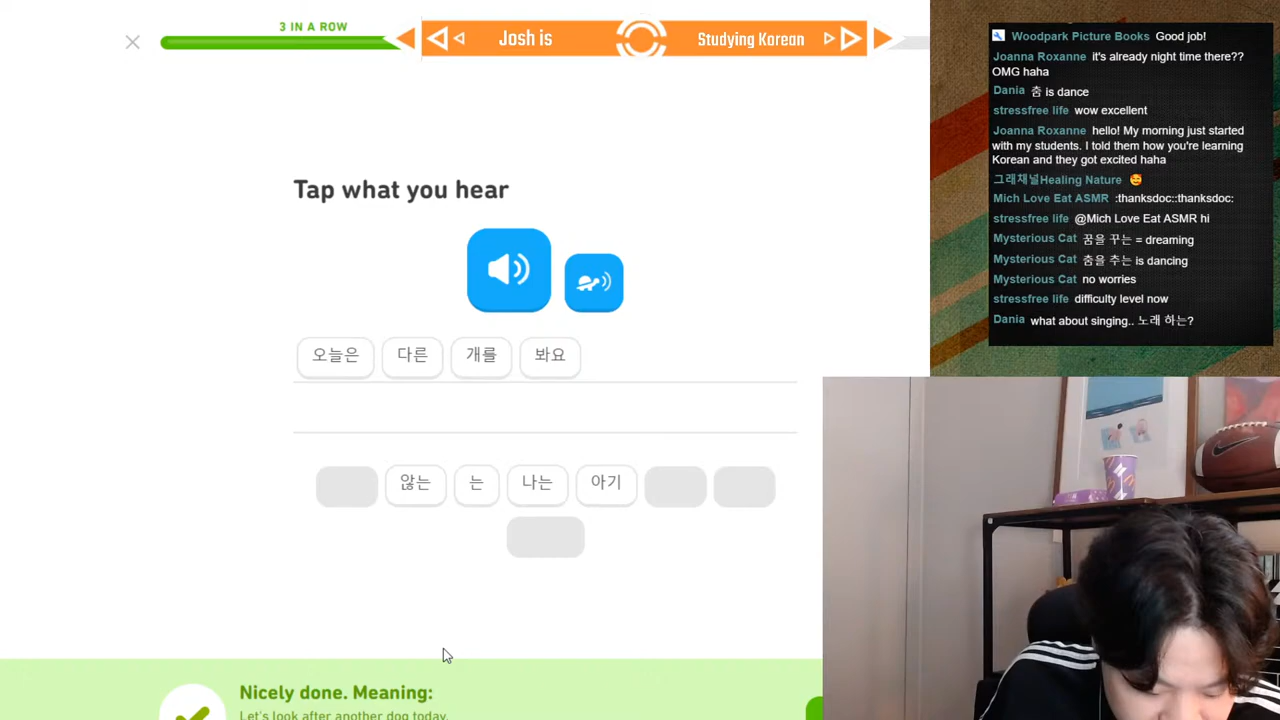 3 IN A ROW
Josh is
Studying Korean
Tap what you hear
오늘은 다른 개를 봐요
않는 는 나는 아기
Nicely done. Meaning:
Let's look after another dog today.
Woodpark Picture Books Good job!
Joanna Roxanne it's already night time there??
OMG haha
Dania 춤 is dance
stressfree life wow excellent
Joanna Roxanne hello! My morning just started
with my students. I told them how you're learning
Korean and they got excited haha
그래채널Healing Nature 🥰
Mich Love Eat ASMR :thanksdoc::thanksdoc:
stressfree life @Mich Love Eat ASMR hi
Mysterious Cat 꿈을 꾸는 = dreaming
Mysterious Cat 춤을 추는 is dancing
Mysterious Cat no worries
stressfree life difficulty level now
Dania what about singing.. 노래 하는?